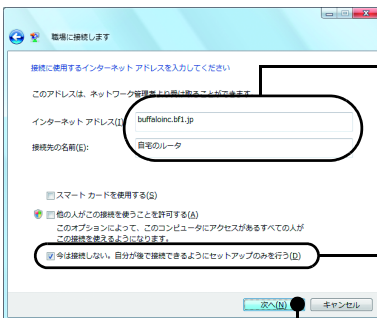 職場に接続します
接続に使用するインターネット アドレスを入力してください
このアドレスは、ネットワーク管理者より受け取ることができます。
インターネット アドレス(I):
buffaloinc.bf1.jp
接続先の名前(E):
自宅のルータ
スマート カードを使用する(S)
他の人がこの接続を使うことを許可する(A)
このオプションによって、このコンピュータにアクセスがあるすべての人が
この接続を使えるようになります。
今は接続しない。自分が後で接続できるようにセットアップのみを行う(D)
次へ(N)
キャンセル